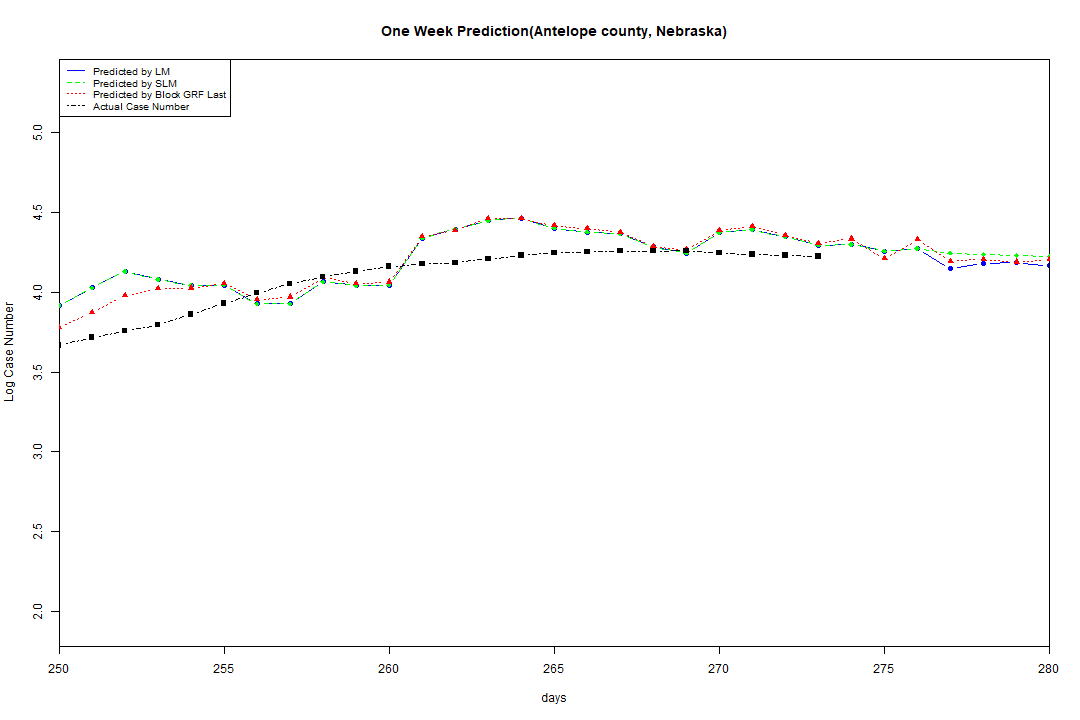 One Week Prediction(Antelope county, Nebraska)
Predicted by LM
Predicted by SLM
Predicted by Block GRF Last
Actual Case Number
Log Case Number
5.0
4.5
4.0
3.5
3.0
2.5
2.0
250 255 260 265 270 275 280
days